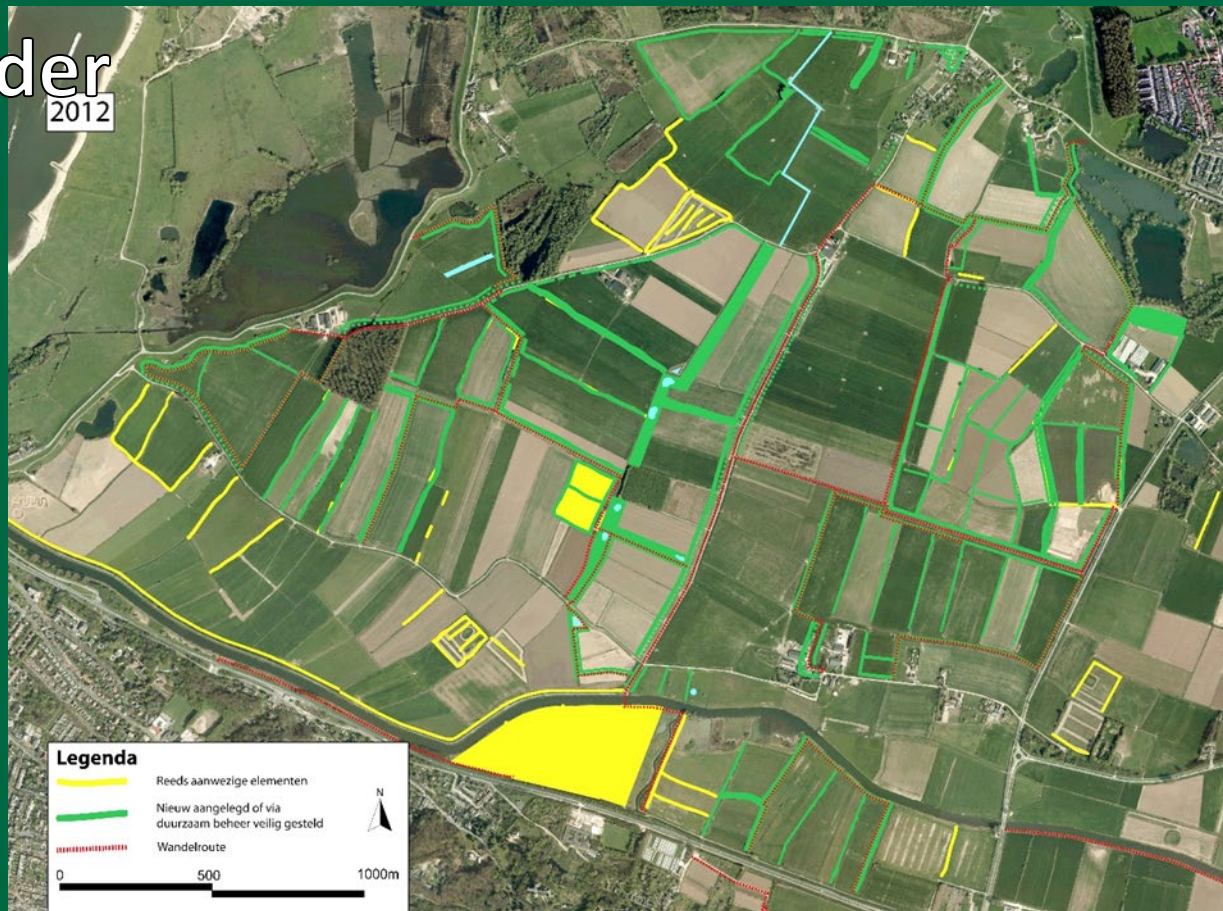 der
2012
Legenda
Reeds aanwezige elementen
Nieuw aangelegd of via
duurzaam beheer veilig gesteld
Wandelroute
N
0 500 1000m